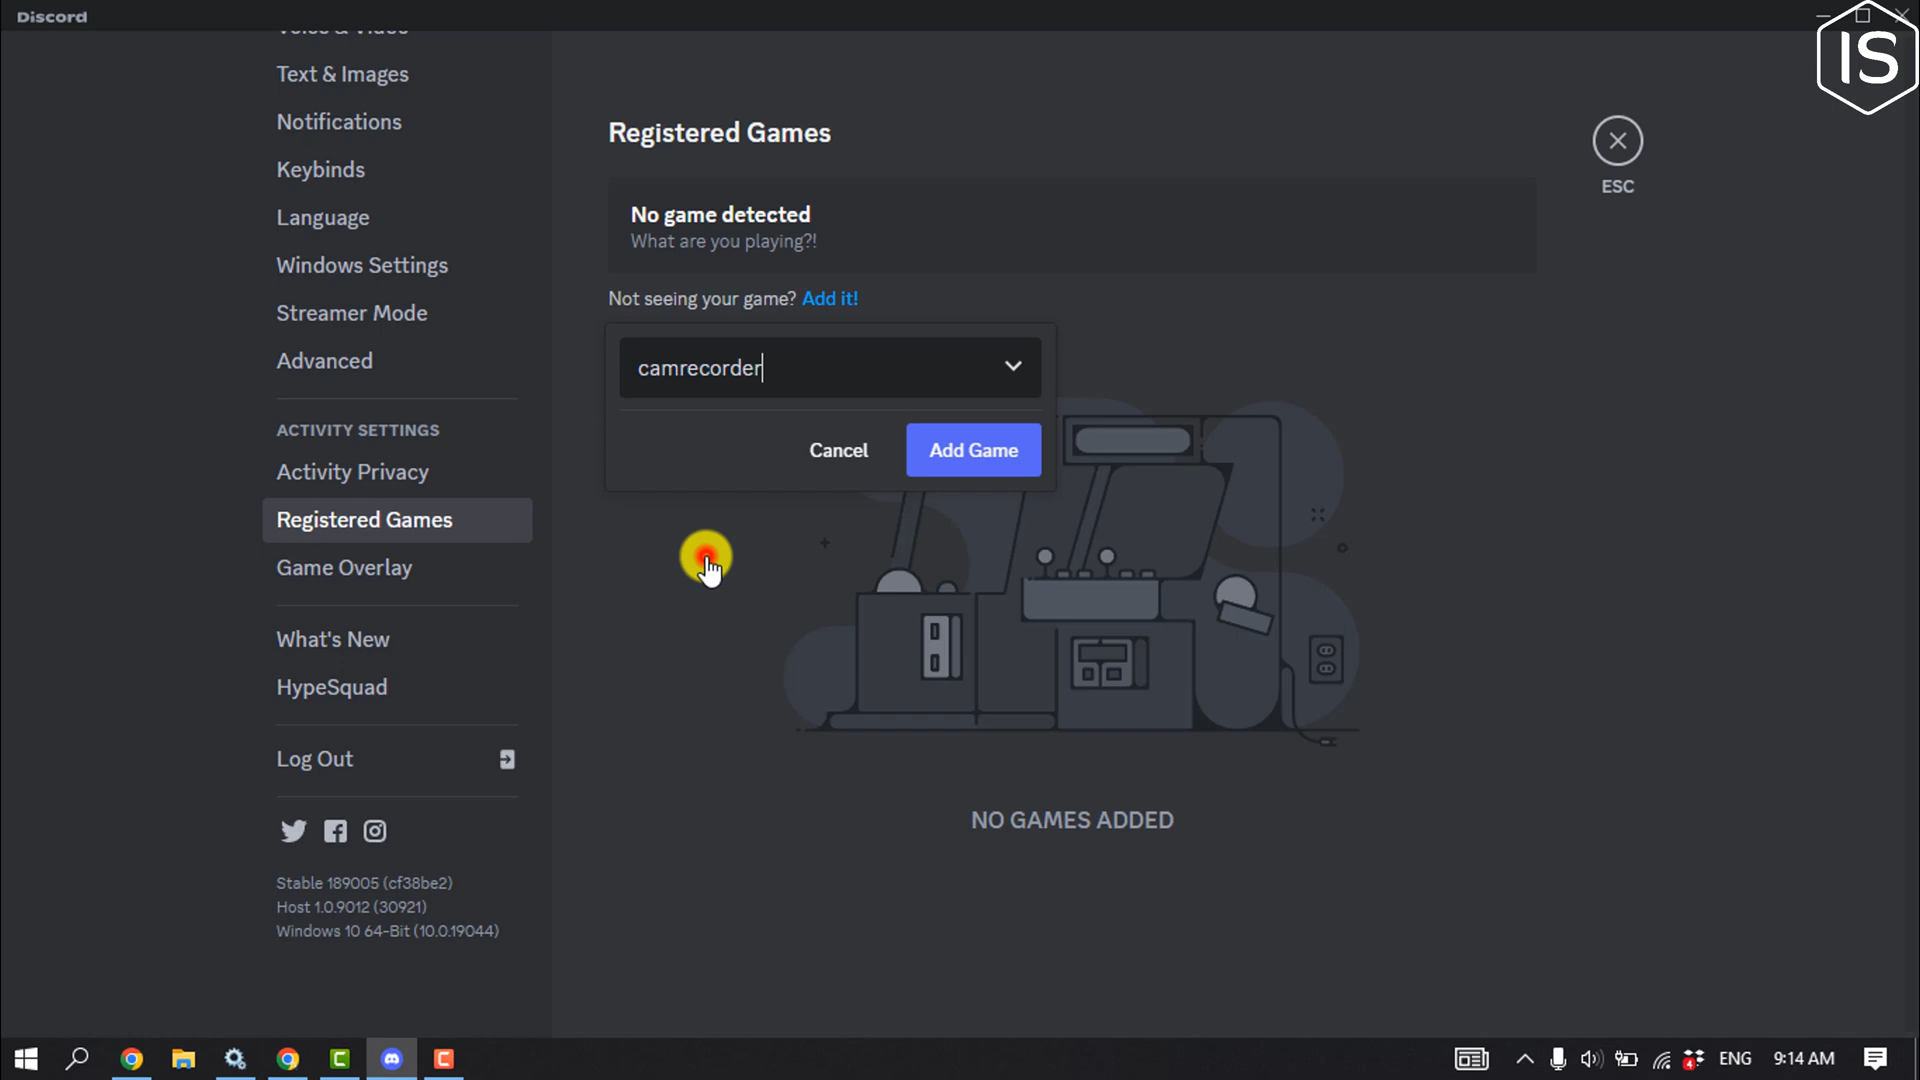 Discord
IS
Voice & Video
Text & Images
Notifications
Keybinds
Language
Windows Settings
Streamer Mode
Advanced
ACTIVITY SETTINGS
Activity Privacy
Registered Games
Game Overlay
What's New
HypeSquad
Log Out
Stable 189005 (cf38be2)
Host 1.0.9012 (30921)
Windows 10 64-Bit (10.0.19044)
Registered Games
ESC
No game detected
What are you playing?!
Not seeing your game? Add it!
camrecorder
Cancel Add Game
NO GAMES ADDED
C C 4 ENG 9:14 AM